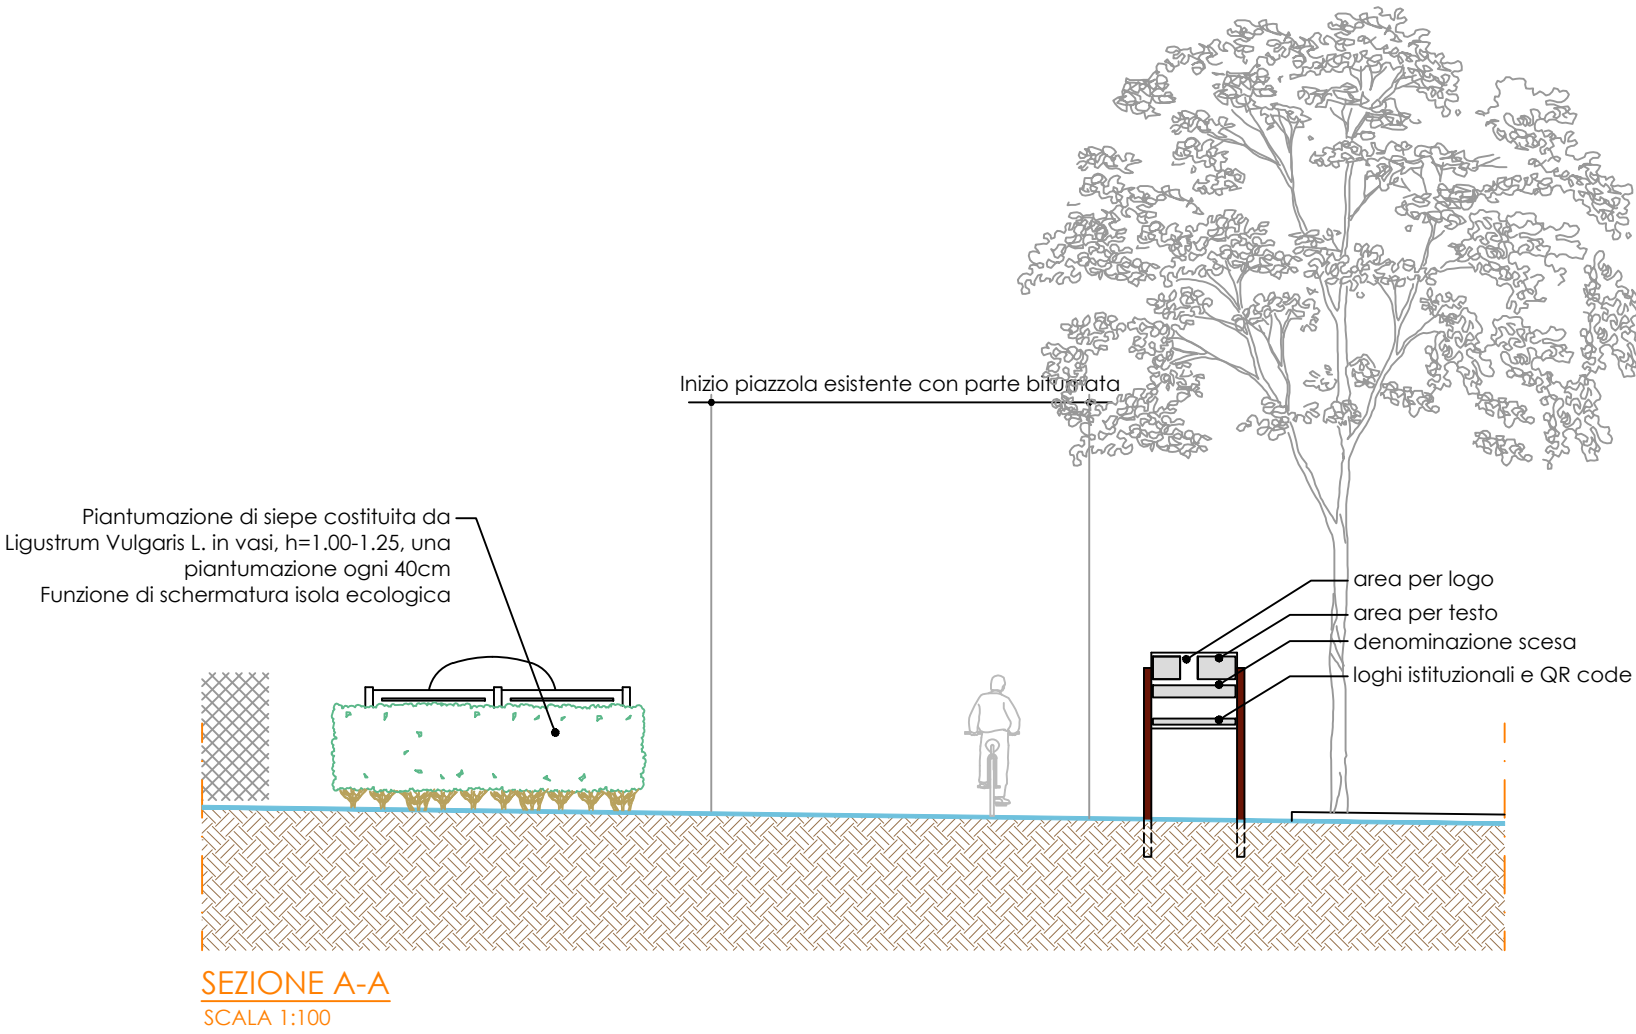 Inizio piazzola esistente con parte bitumata
Piantumazione di siepe costituita da
Ligustrum Vulgaris L. in vasi, h=1.00-1.25, una
piantumazione ogni 40cm
Funzione di schermatura isola ecologica
area per logo
area per testo
denominazione scesa
loghi istituzionali e QR code
SEZIONE A-A
SCALA 1:100